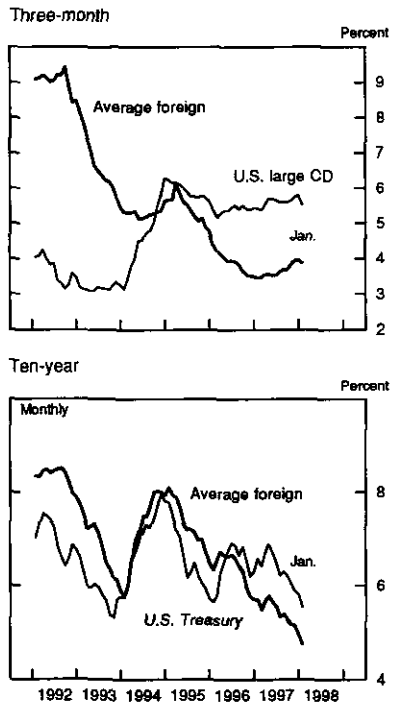 Three-month
Percent
9
Average foreign
8
7
U.S. large CD
6
5
Jan.
4
3
2
Ten-year
Percent
Monthly
Average foreign
8
Jan.
6
U.S. Treasury
4
1992 1993 1994 1995 1996 1997 1998